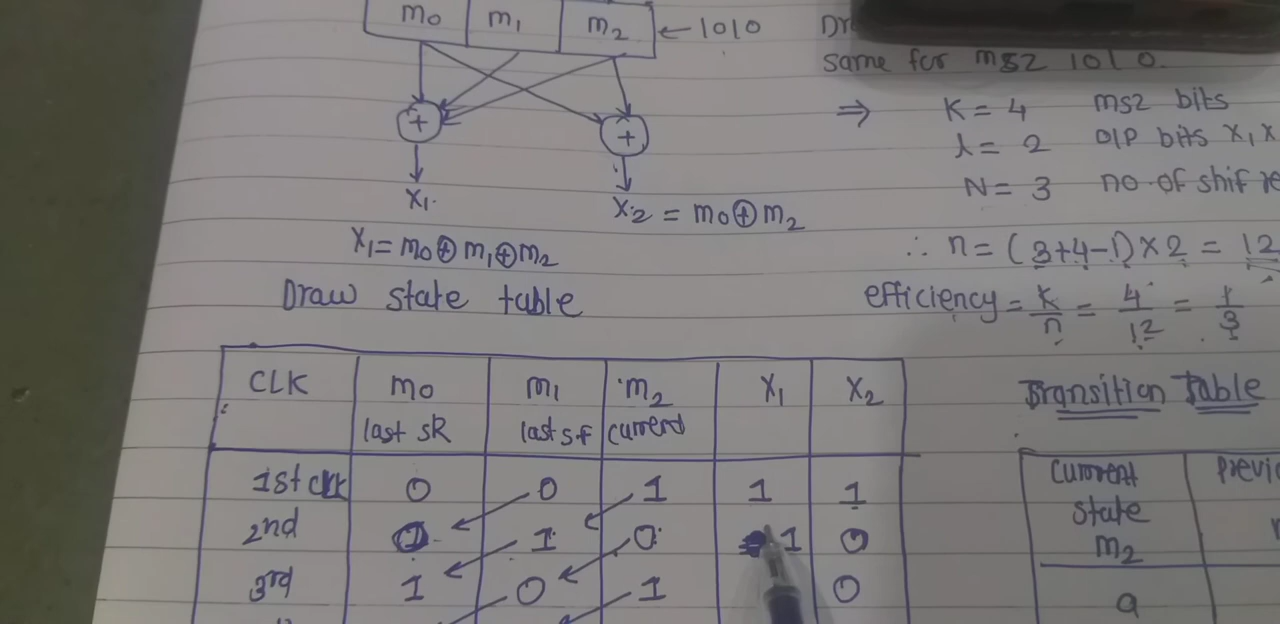 m0 m1 m2 ← 1010
+ +
x1. x2 = m0⊕m2
x1 = m0⊕m1⊕m2
Draw state table
CLK m0 m1 m2 x1 x2
last SR last sf current
1st clk 0 0 1 1 1
2nd 0 1 0 1 0
3rd 1 0 1 0
same for msz 1010.
⇒ K = 4 msz bits
λ = 2 O/P bits x1 x
N = 3 no of shif re
∴ n = (3+4-1)×2 = 12
efficiency = K/n = 4/12 = 1/3
Transition Table
current
state
m2
a